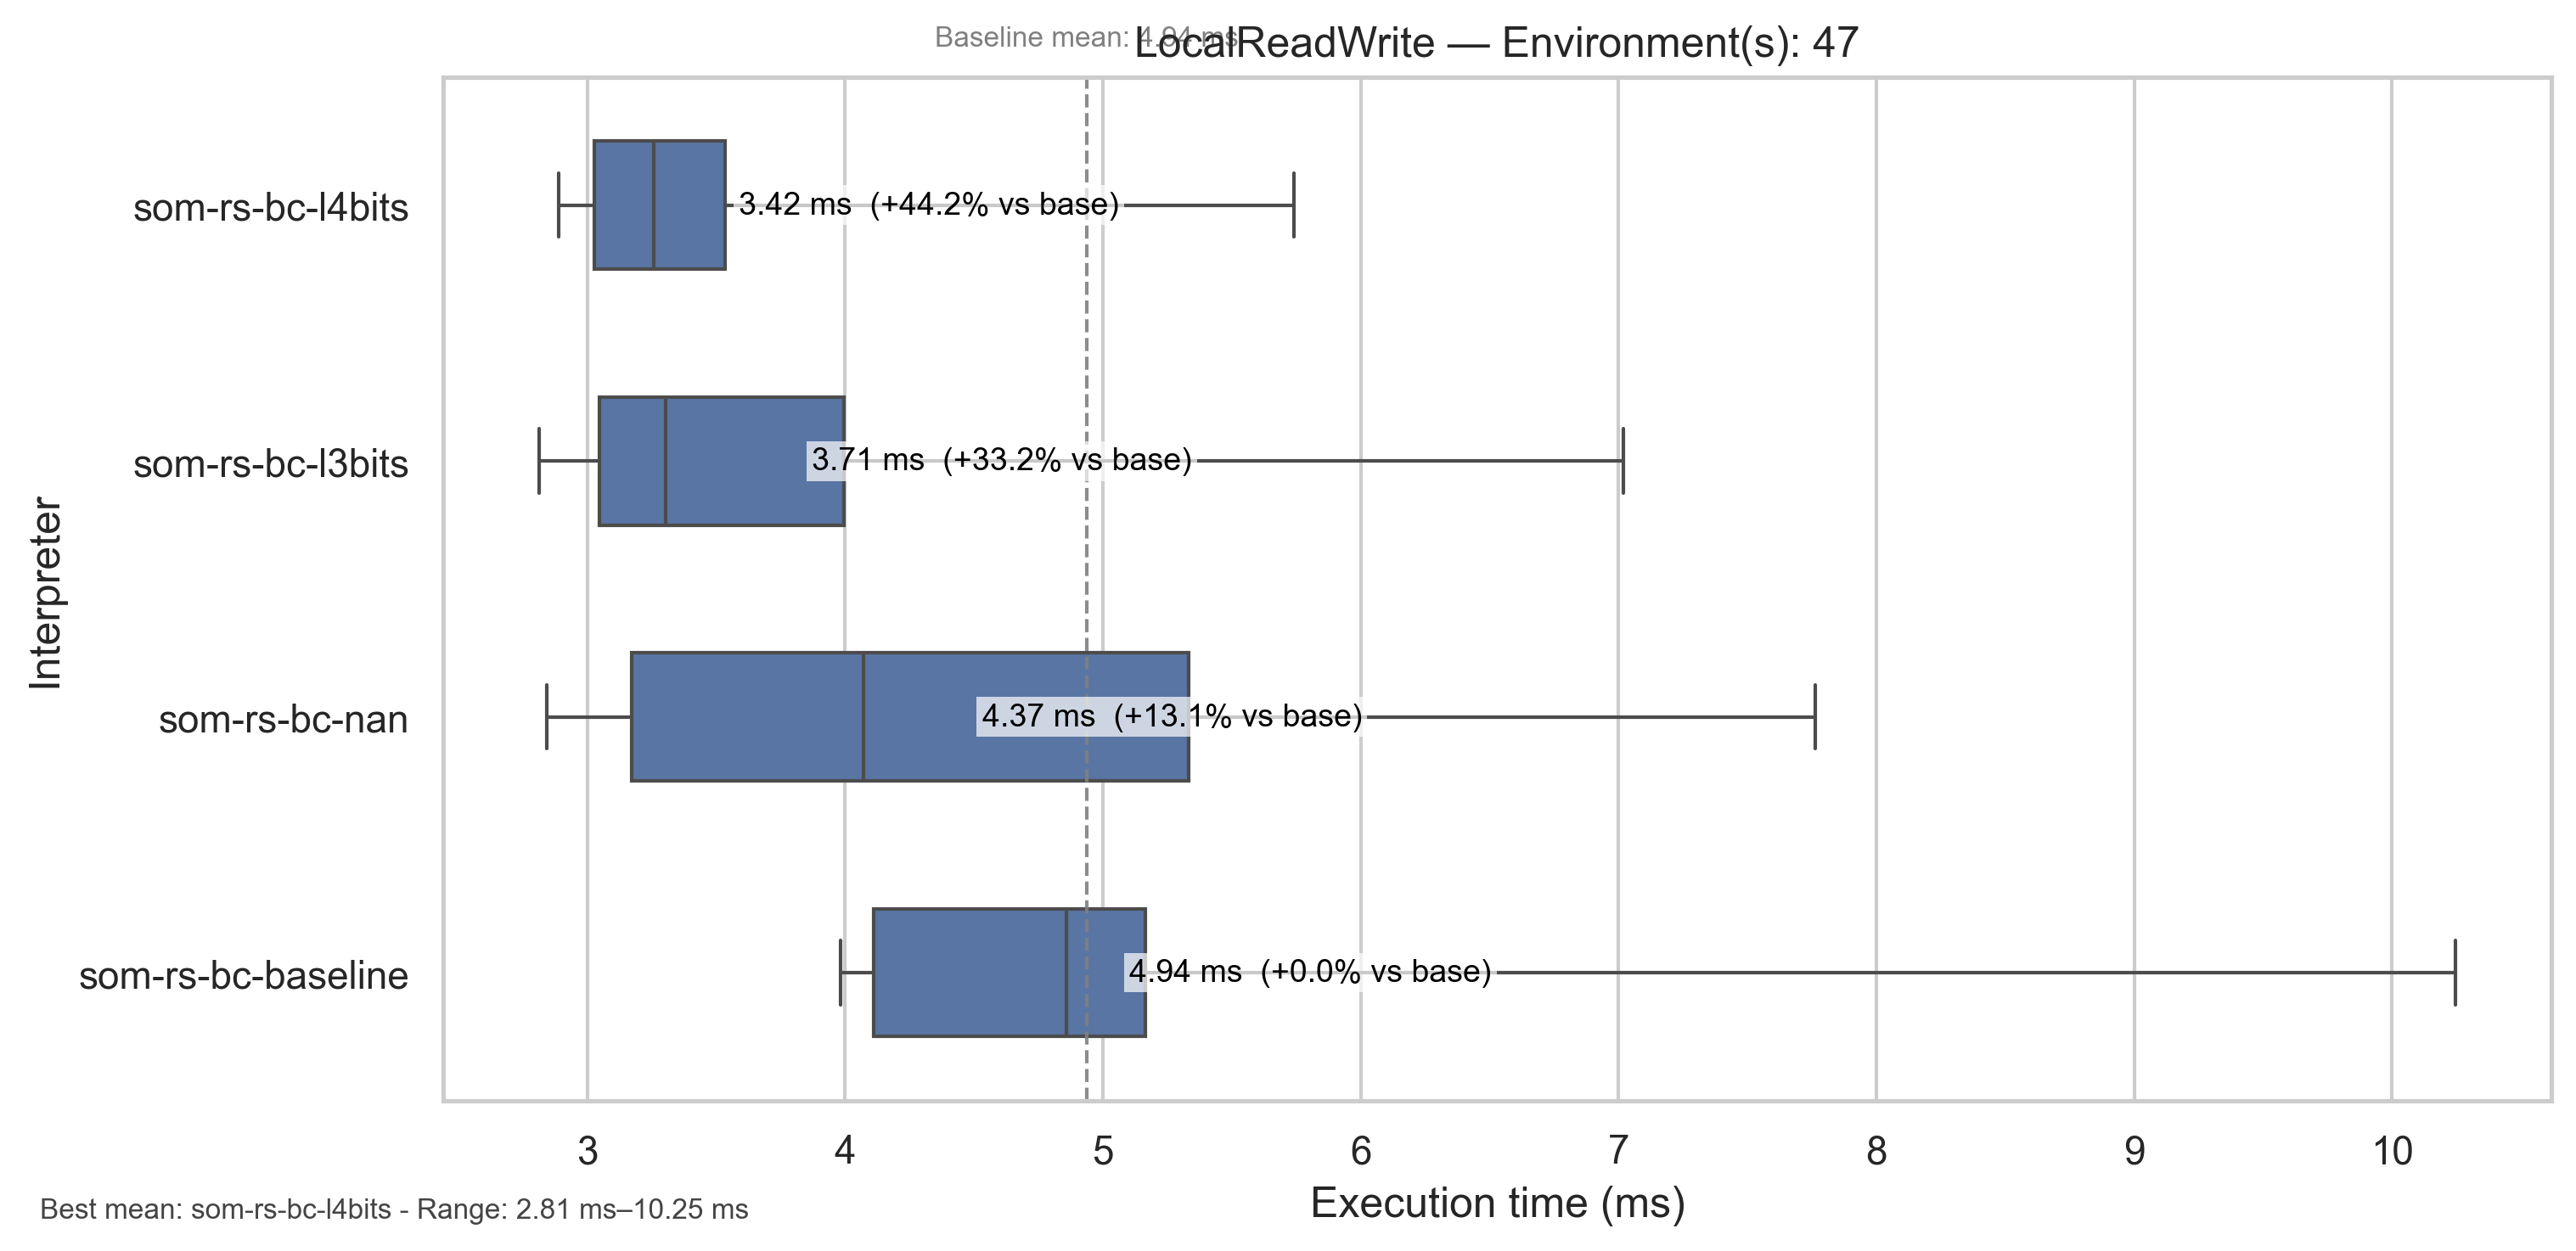 Baseline mean: 4.94 ms
LocalReadWrite — Environment(s): 47
som-rs-bc-l4bits
3.42 ms (+44.2% vs base)
som-rs-bc-l3bits
3.71 ms (+33.2% vs base)
Interpreter
som-rs-bc-nan
4.37 ms (+13.1% vs base)
som-rs-bc-baseline
4.94 ms (+0.0% vs base)
3 4 5 6 7 8 9 10
Execution time (ms)
Best mean: som-rs-bc-l4bits - Range: 2.81 ms–10.25 ms